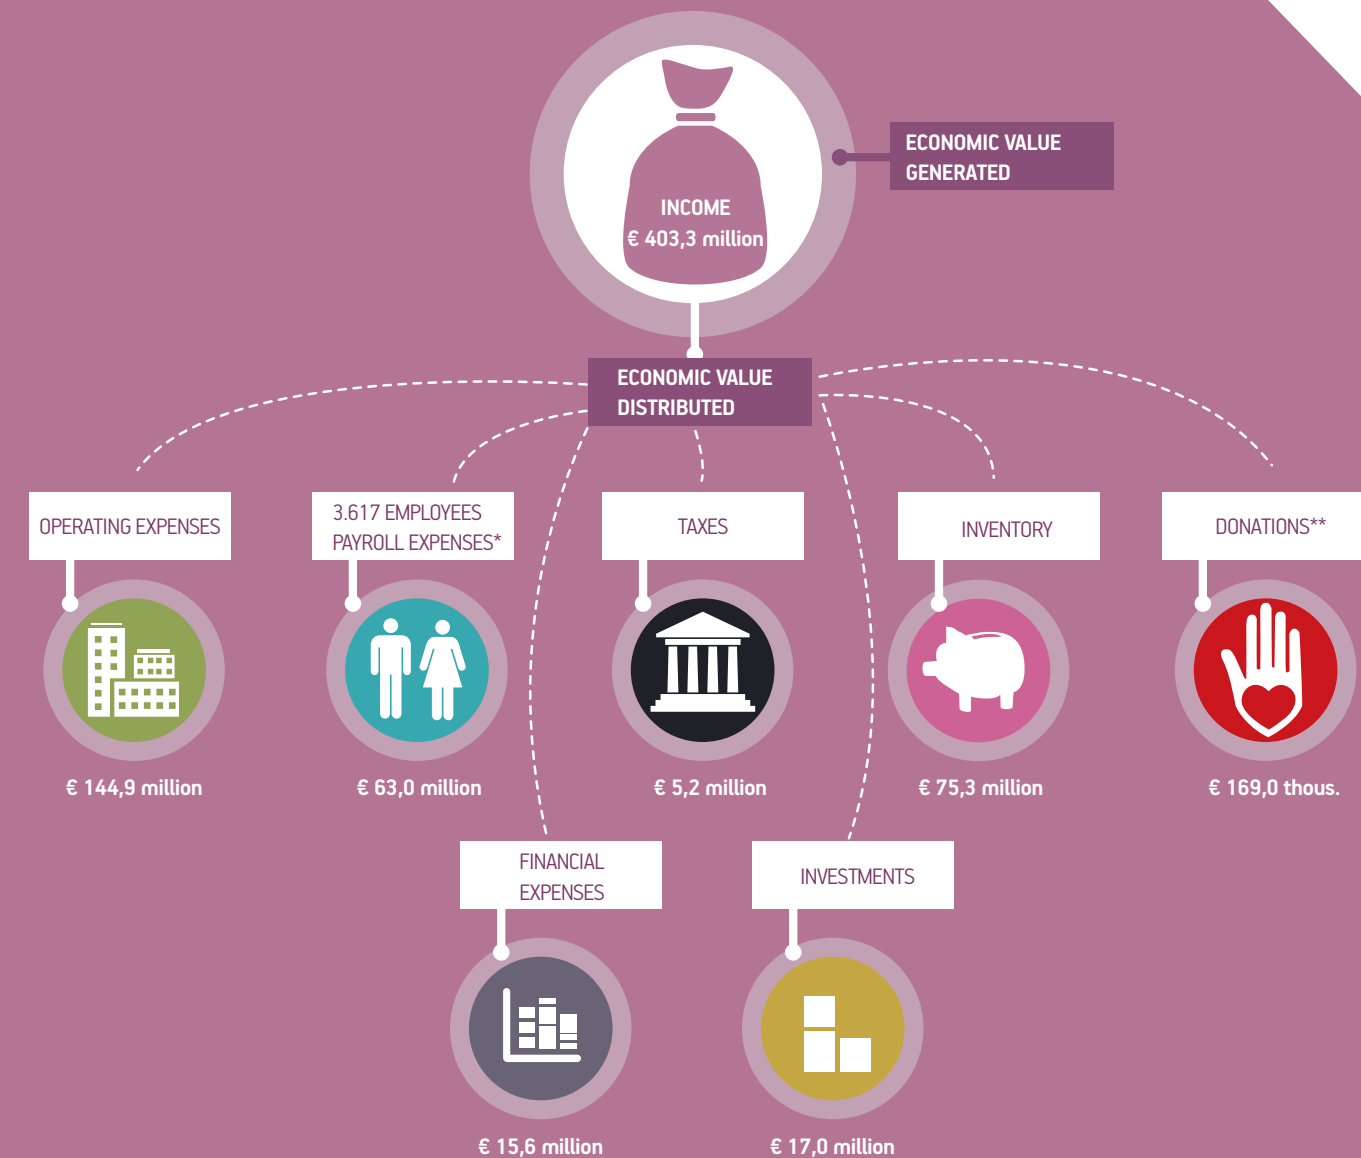 ECONOMIC VALUE
GENERATED
INCOME
€ 403,3 million
ECONOMIC VALUE
DISTRIBUTED
OPERATING EXPENSES
3.617 EMPLOYEES
PAYROLL EXPENSES*
TAXES
INVENTORY
DONATIONS**
€ 144,9 million
€ 63,0 million
€ 5,2 million
€ 75,3 million
€ 169,0 thous.
FINANCIAL
EXPENSES
INVESTMENTS
€ 15,6 million
€ 17,0 million